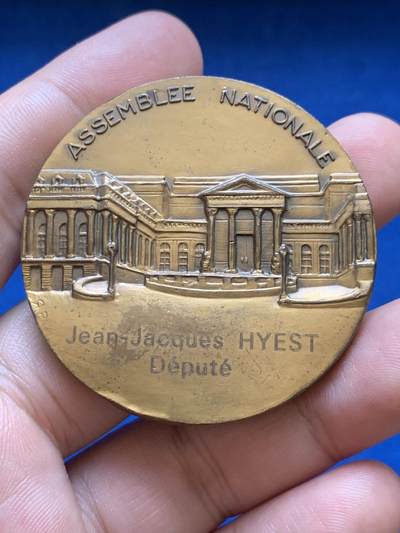 ASSEMBLEE NATIONALE
Jean-Jacques HYEST
Député